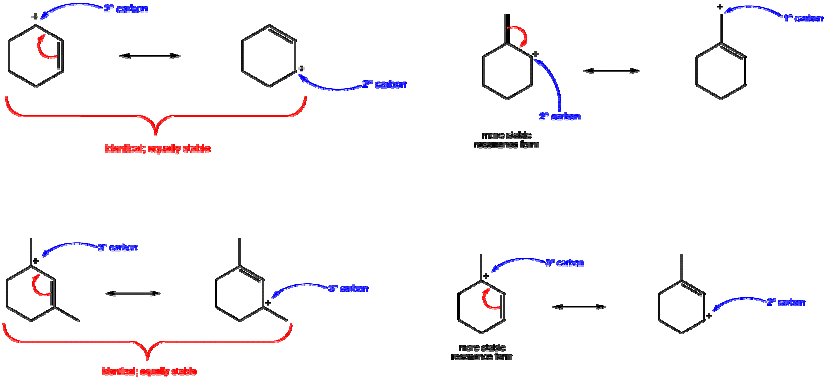 +
2° carbon
+
2° carbon
identical; equally stable
+
2° carbon
more stable
resonance form
+
1° carbon
+
3° carbon
+
3° carbon
identical; equally stable
+
3° carbon
more stable
resonance form
+
2° carbon